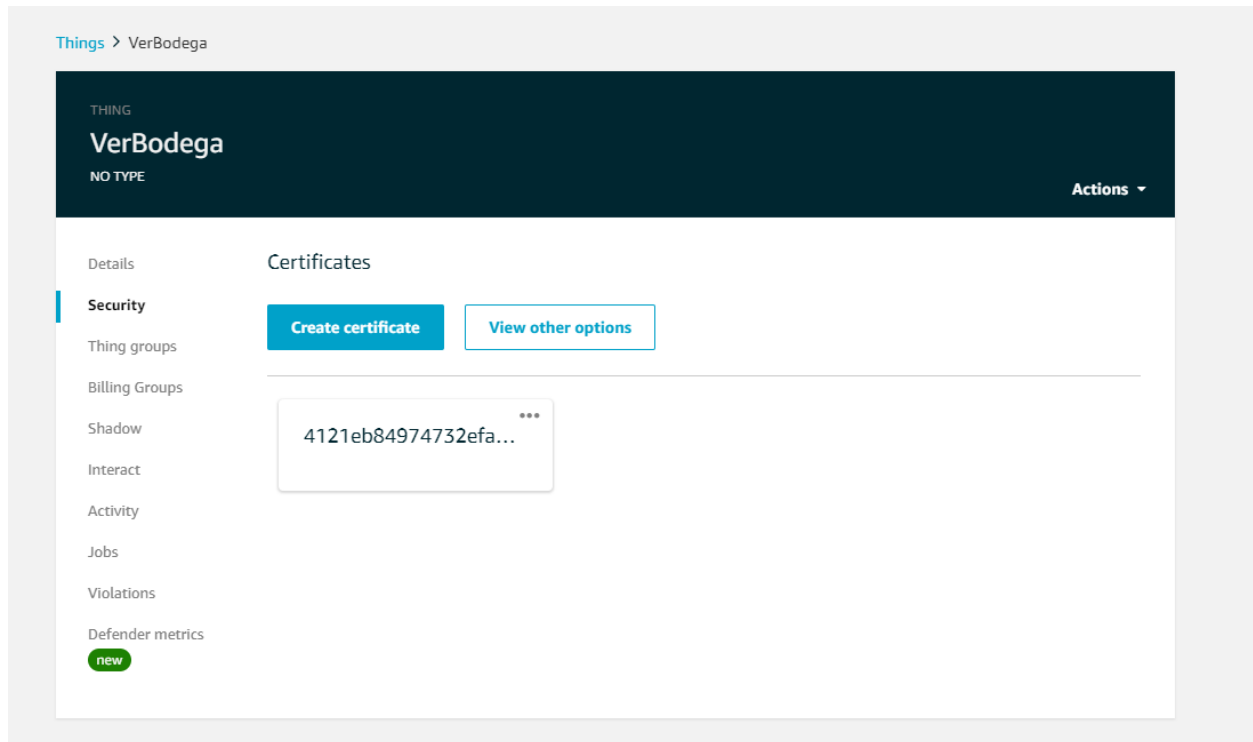 Things > VerBodega
THING
VerBodega
NO TYPE
Actions
Details
Security
Thing groups
Billing Groups
Shadow
Interact
Activity
Jobs
Violations
Defender metrics
new
Certificates
Create certificate
View other options
4121eb84974732efa...